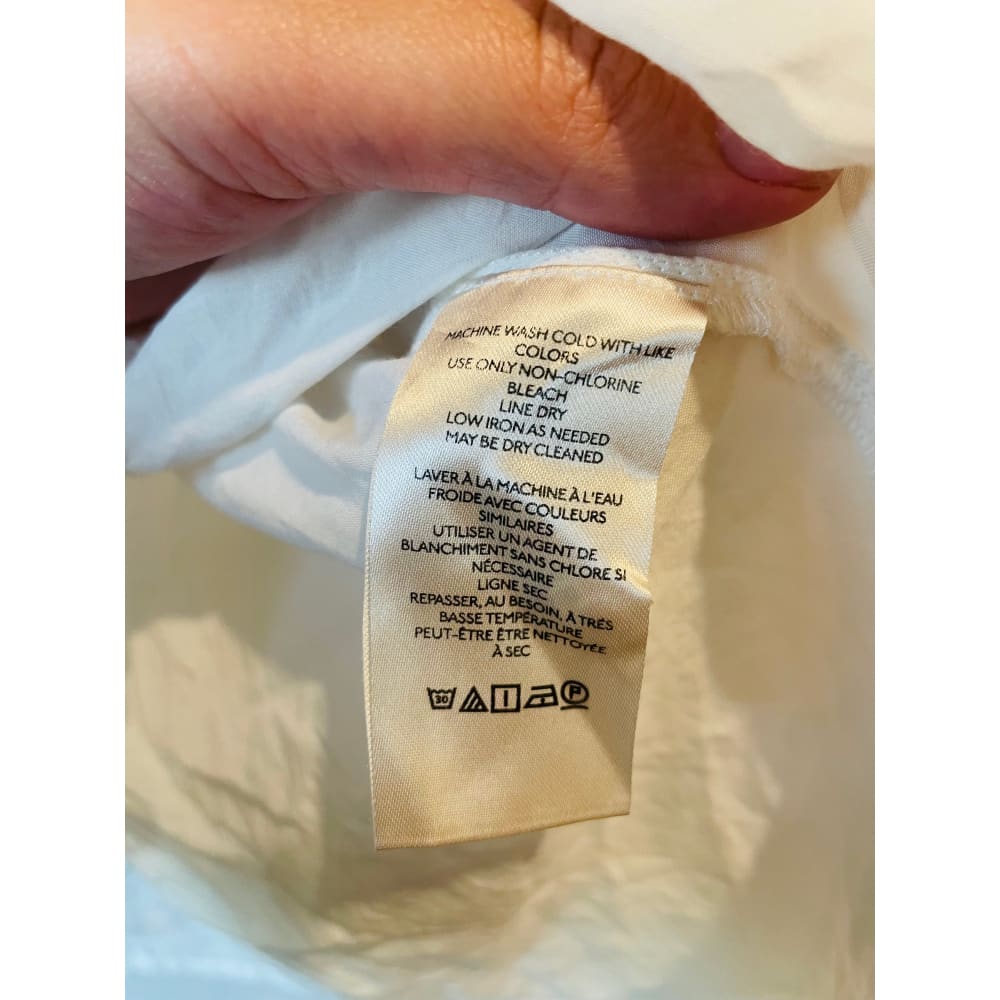 MACHINE WASH COLD WITH LIKE
COLORS
USE ONLY NON-CHLORINE
BLEACH
LINE DRY
LOW IRON AS NEEDED
MAY BE DRY CLEANED
LAVER À LA MACHINE À L'EAU
FROIDE AVEC COULEURS
SIMILAIRES
UTILISER UN AGENT DE
BLANCHIMENT SANS CHLORE SI
NÉCESSAIRE
LIGNE SEC
REPASSER, AU BESOIN, À TRÈS
BASSE TEMPÉRATURE
PEUT-ÊTRE ÊTRE NETTOYÉE
À SEC
30 P